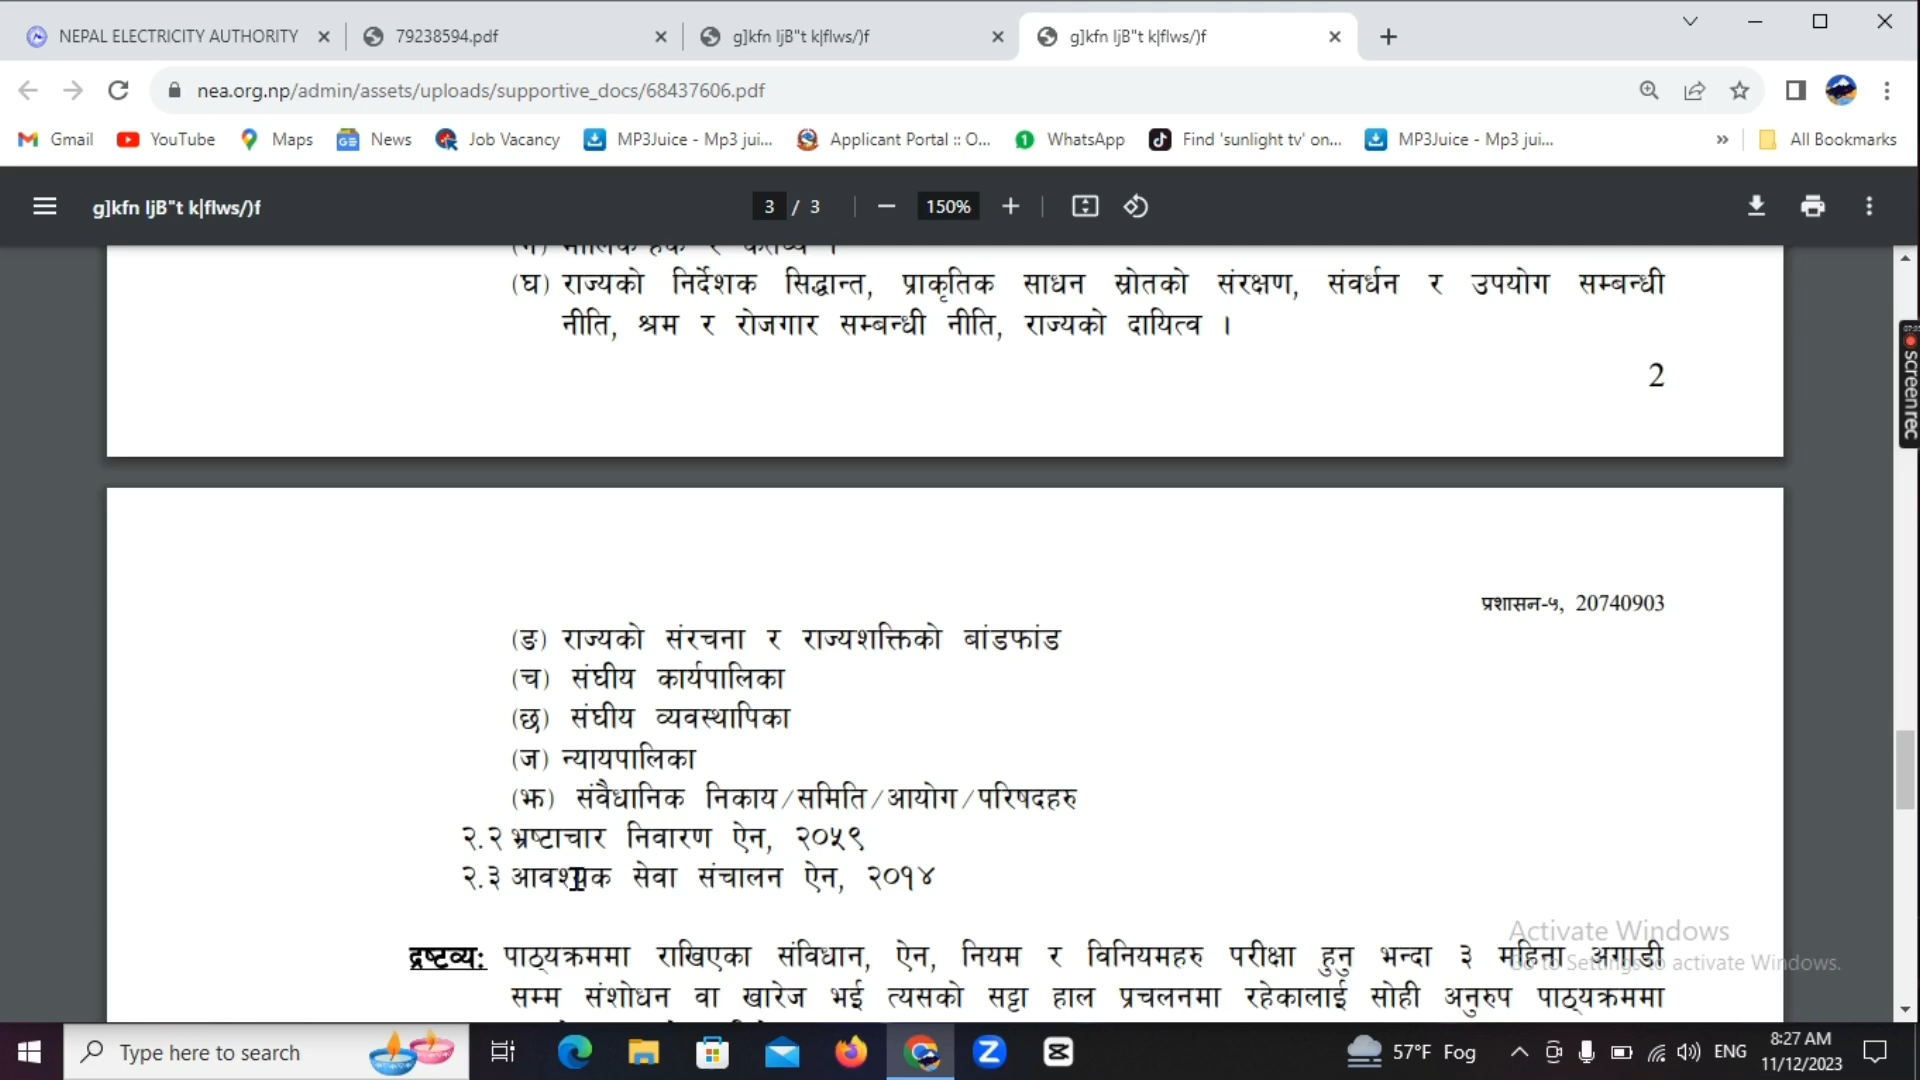 NEPAL ELECTRICITY AUTHORITY
79238594.pdf
g]kfn ljB"t k|flws/)f
g]kfn ljB"t k|flws/)f
nea.org.np/admin/assets/uploads/supportive_docs/68437606.pdf
Gmail
YouTube
Maps
News
Job Vacancy
MP3Juice - Mp3 jui...
Applicant Portal :: O...
WhatsApp
Find 'sunlight tv' on...
MP3Juice - Mp3 jui...
» All Bookmarks
g]kfn ljB"t k|flws/)f
3 / 3
150%
(घ) राज्यको निर्देशक सिद्धान्त, प्राकृतिक साधन स्रोतको संरक्षण, संवर्धन र उपयोग सम्बन्धी
नीति, श्रम र रोजगार सम्बन्धी नीति, राज्यको दायित्व ।
2
screenrec
प्रशासन-५, 20740903
(ङ) राज्यको संरचना र राज्यशक्तिको बांडफांड
(च) संघीय कार्यपालिका
(छ) संघीय व्यवस्थापिका
(ज) न्यायपालिका
(झ) संवैधानिक निकाय/समिति/आयोग/परिषदहरु
२.२ भ्रष्टाचार निवारण ऐन, २०५९
२.३ आवश्यक सेवा संचालन ऐन, २०१४
Activate Windows
Go to Settings to activate Windows.
द्रष्टव्य: पाठ्यक्रममा राखिएका संविधान, ऐन, नियम र विनियमहरु परीक्षा हुनु भन्दा ३ महिना अगाडी
सम्म संशोधन वा खारेज भई त्यसको सट्टा हाल प्रचलनमा रहेकालाई सोही अनुरुप पाठ्यक्रममा
Type here to search
57°F Fog
ENG
8:27 AM
11/12/2023